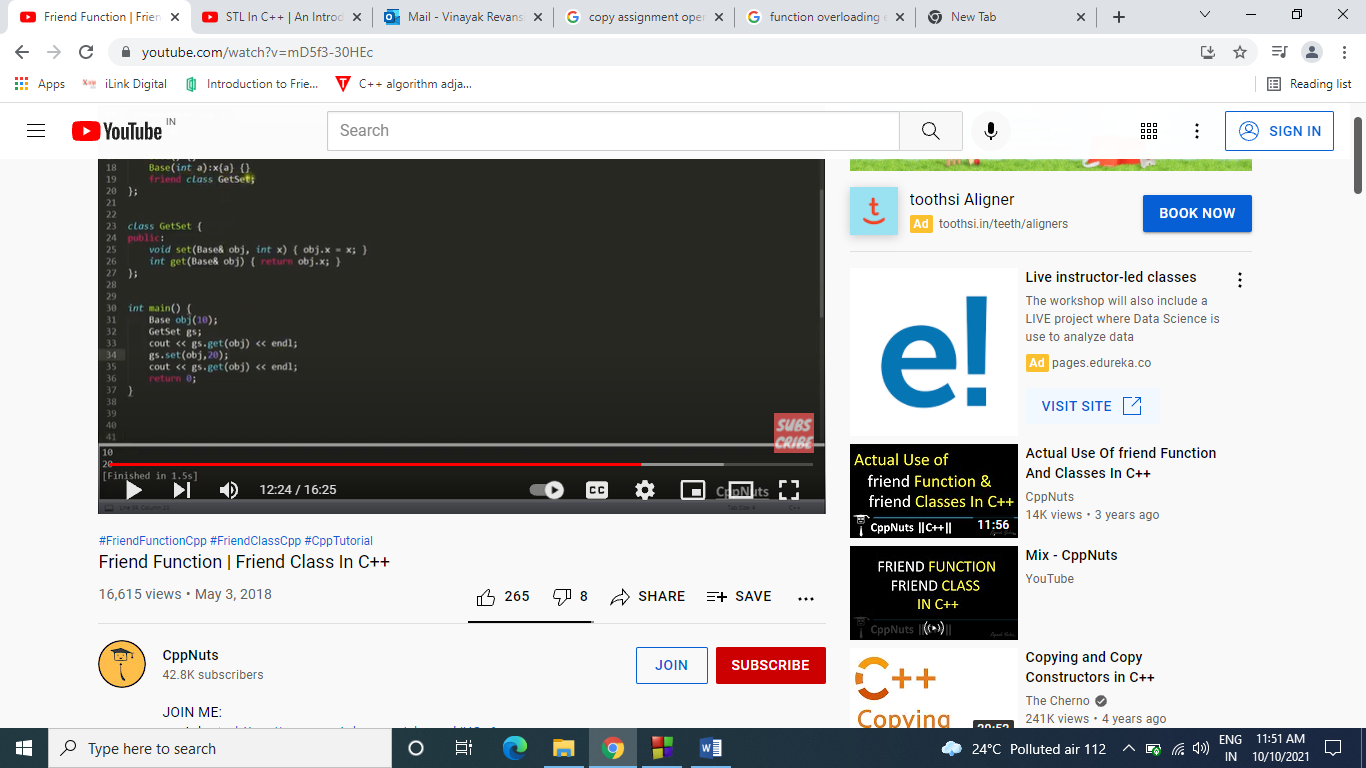 Friend Function | Frien
STL In C++ | An Introd
Mail - Vinayak Revans
copy assignment oper
function overloading e
New Tab
youtube.com/watch?v=mD5f3-30HEc
Apps
iLink Digital
Introduction to Frie...
C++ algorithm adja...
Reading list
YouTube IN
Search
SIGN IN
18 Base(int a):x{a} {}
19 friend class GetSet;
20 };
21
22
23 class GetSet {
24 public:
25 void set(Base& obj, int x) { obj.x = x; }
26 int get(Base& obj) { return obj.x; }
27 };
28
29
30 int main() {
31 Base obj(10);
32 GetSet gs;
33 cout << gs.get(obj) << endl;
34 gs.set(obj,20);
35 cout << gs.get(obj) << endl;
36 return 0;
37 }
38
39
40
41
SUBS
CRIBE
10
20
[Finished in 1.5s]
12:24 / 16:25
CC
CppNuts
#FriendFunctionCpp #FriendClassCpp #CppTutorial
Friend Function | Friend Class In C++
16,615 views • May 3, 2018
265
8
SHARE
SAVE
CppNuts
42.8K subscribers
JOIN
SUBSCRIBE
JOIN ME:
t
toothsi Aligner
Ad toothsi.in/teeth/aligners
BOOK NOW
e!
Live instructor-led classes
The workshop will also include a
LIVE project where Data Science is
use to analyze data
Ad pages.edureka.co
VISIT SITE
Actual Use of
friend Function &
friend Classes In C++
CppNuts ||C++||
11:56
Actual Use Of friend Function
And Classes In C++
CppNuts
14K views • 3 years ago
FRIEND FUNCTION
FRIEND CLASS
IN C++
CppNuts
Mix - CppNuts
YouTube
C++
Copying
20:52
Copying and Copy
Constructors in C++
The Cherno
241K views • 4 years ago
Type here to search
24°C Polluted air 112
ENG
IN
11:51 AM
10/10/2021